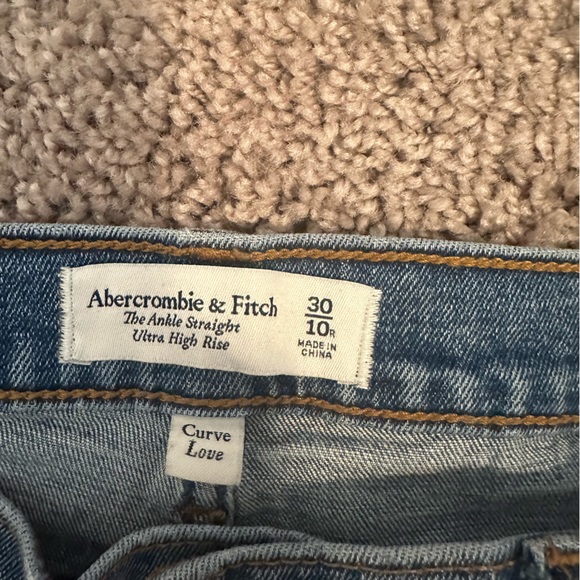 Abercrombie & Fitch
The Ankle Straight
Ultra High Rise
30
10R
MADE IN
CHINA
Curve
Love